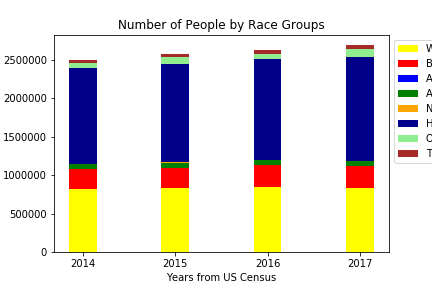 Number of People by Race Groups
2500000
2000000
1500000
1000000
500000
0
2014 2015 2016 2017
Years from US Census
B
A
A
N
H
T